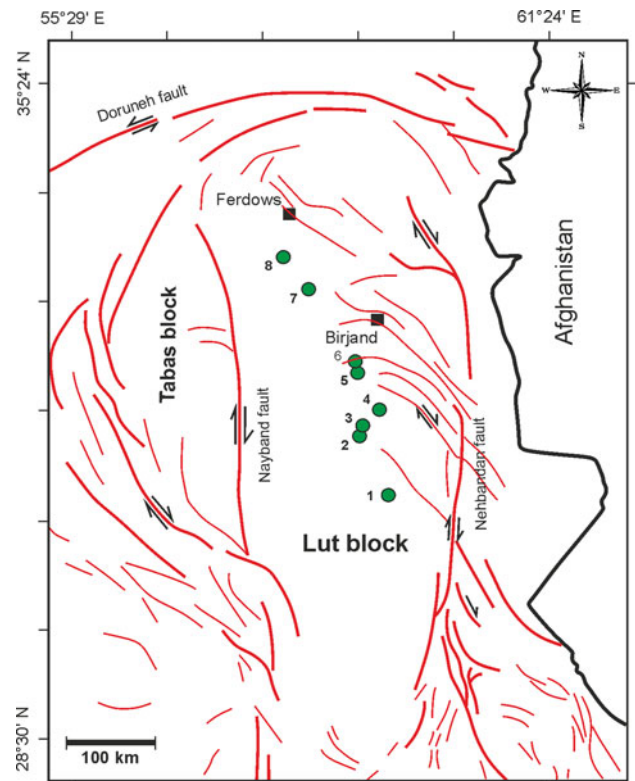 55°29' E
61°24' E
35°24' N
N
W
E
S
Doruneh fault
Ferdows
8
7
Afghanistan
Tabas block
Birjand
6
5
4
3
2
Nayband fault
Nehbandan fault
1
Lut block
28°30' N
100 km